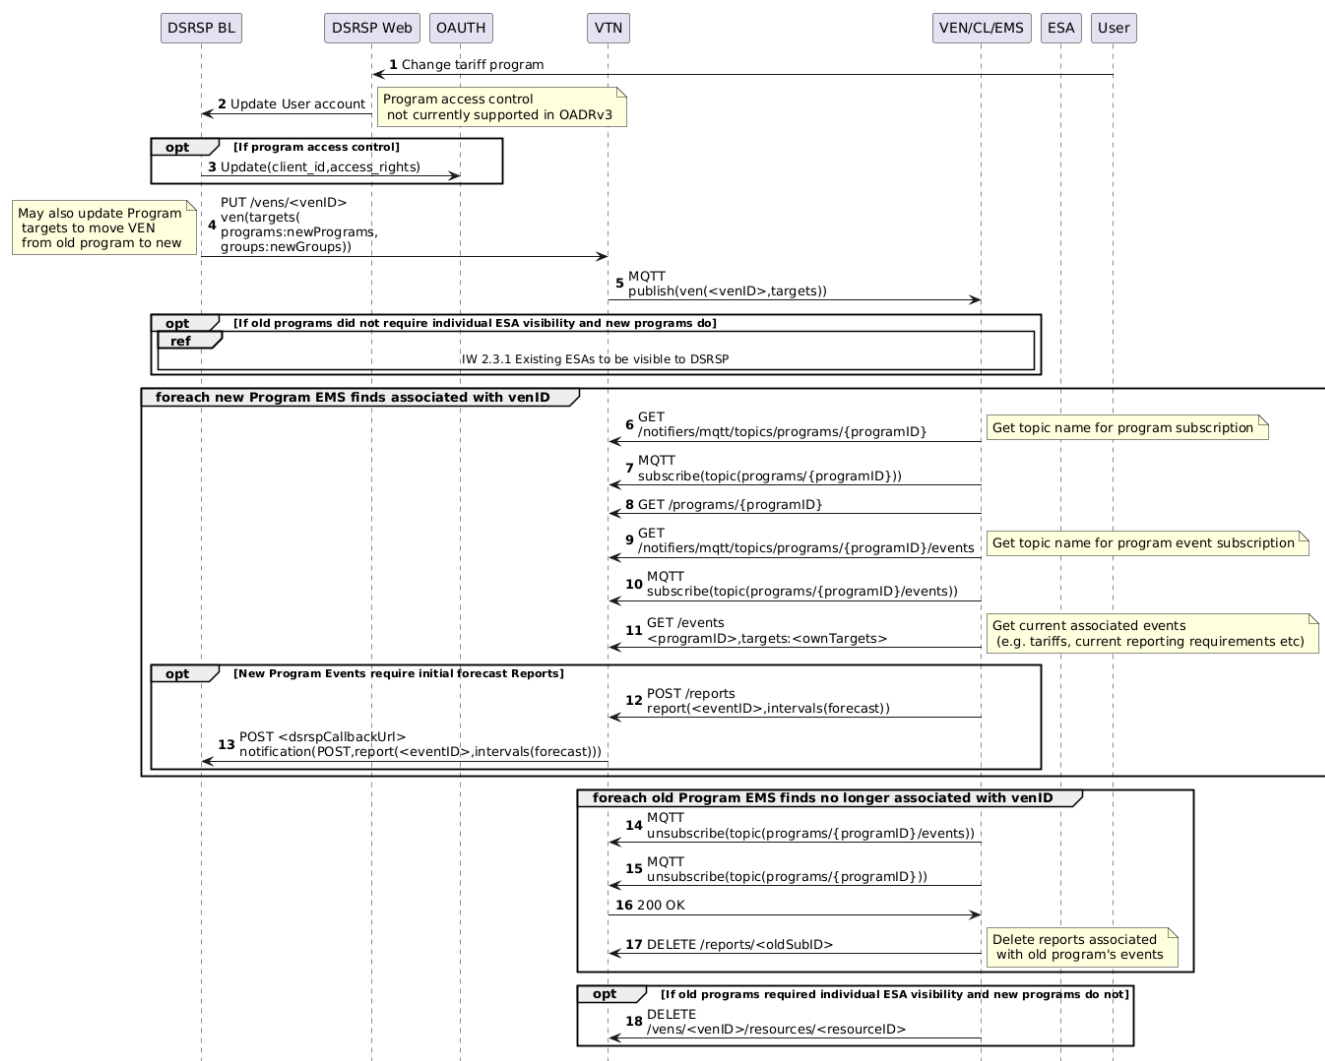 DSRSP BL
DSRSP Web
OAUTH
VTN
VEN/CL/EMS
ESA
User
1 Change tariff program
2 Update User account
Program access control
not currently supported in OADRv3
opt [If program access control]
3 Update(client_id,access_rights)
May also update Program
targets to move VEN
from old program to new
4 PUT /vens/<venID>
ven(targets(
programs:newPrograms,
groups:newGroups))
5 MQTT
publish(ven(<venID>,targets))
opt [If old programs did not require individual ESA visibility and new programs do]
ref
IW 2.3.1 Existing ESAs to be visible to DSRSP
foreach new Program EMS finds associated with venID
6 GET
/notifiers/mqtt/topics/programs/{programID}
Get topic name for program subscription
7 MQTT
subscribe(topic(programs/{programID}))
8 GET /programs/{programID}
9 GET
/notifiers/mqtt/topics/programs/{programID}/events
Get topic name for program event subscription
10 MQTT
subscribe(topic(programs/{programID}/events))
11 GET /events
<programID>,targets:<ownTargets>
Get current associated events
(e.g. tariffs, current reporting requirements etc)
opt [New Program Events require initial forecast Reports]
12 POST /reports
report(<eventID>,intervals(forecast))
13 POST <dsrspCallbackUrl>
notification(POST,report(<eventID>,intervals(forecast)))
foreach old Program EMS finds no longer associated with venID
14 MQTT
unsubscribe(topic(programs/{programID}/events))
15 MQTT
unsubscribe(topic(programs/{programID}))
16 200 OK
17 DELETE /reports/<oldSubID>
Delete reports associated
with old program's events
opt [If old programs required individual ESA visibility and new programs do not]
18 DELETE
/vens/<venID>/resources/<resourceID>